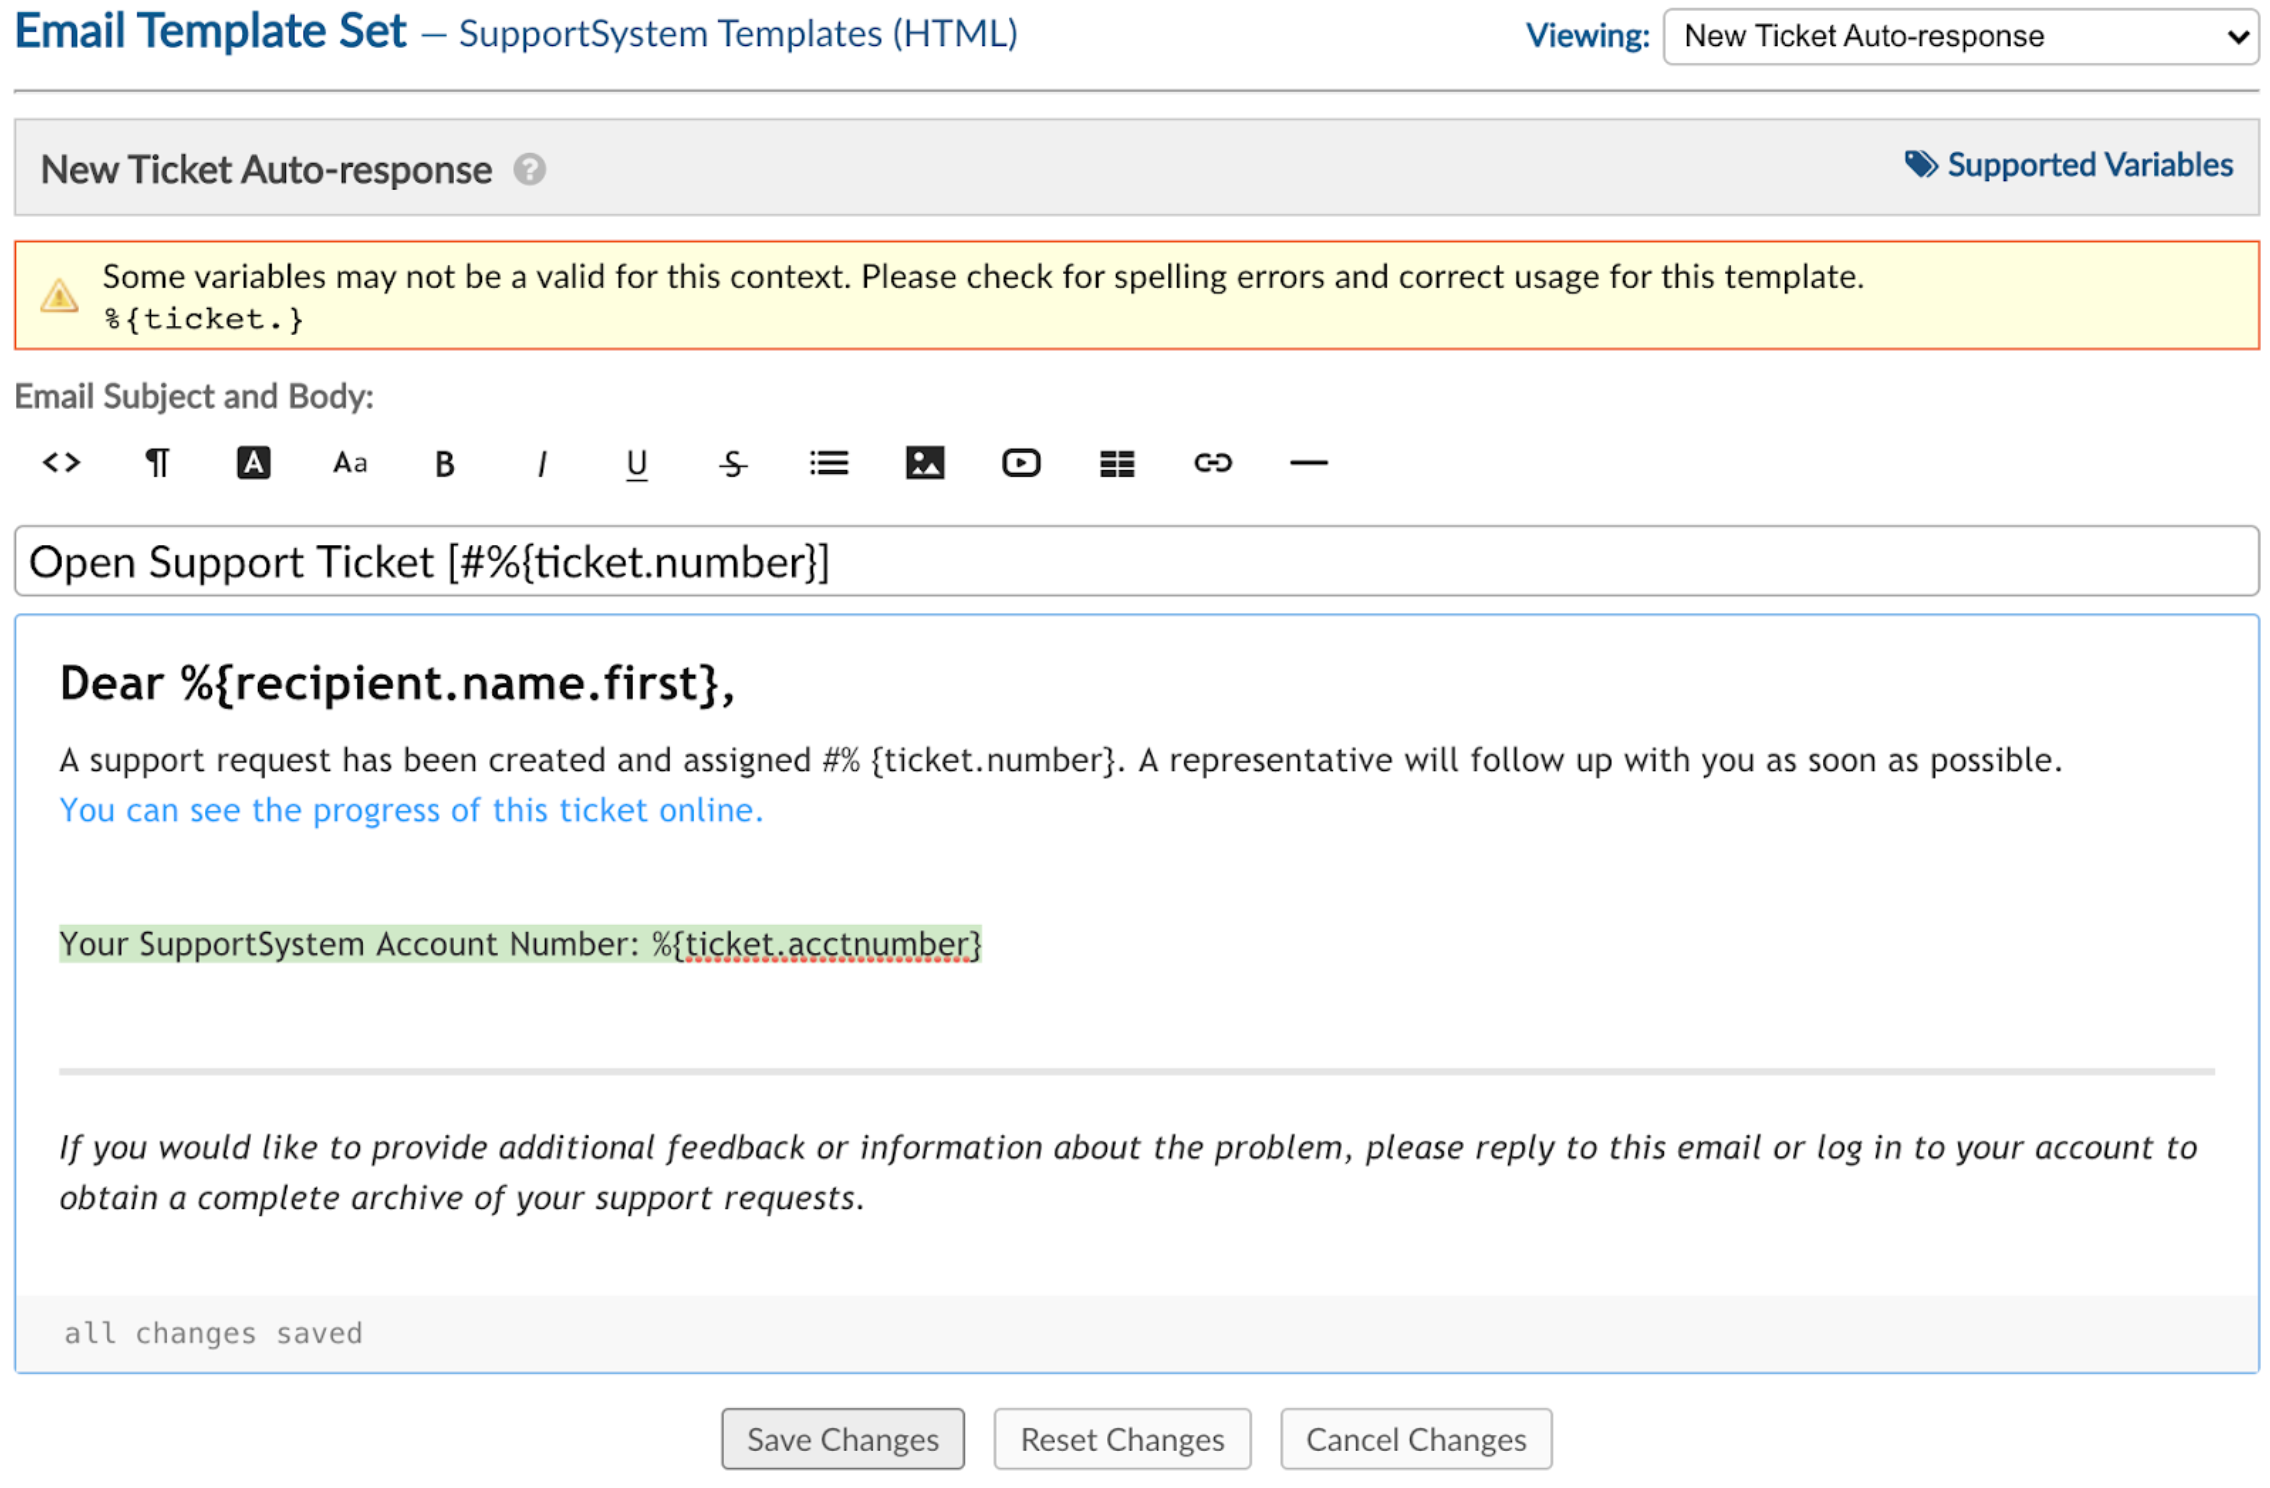 Email Template Set — SupportSystem Templates (HTML)
Viewing: New Ticket Auto-response
New Ticket Auto-response ?
Supported Variables
Some variables may not be a valid for this context. Please check for spelling errors and correct usage for this template.
%{ticket.}
Email Subject and Body:
<> ¶ A Aa B I U S
Open Support Ticket [#%{ticket.number}]
Dear %{recipient.name.first},
A support request has been created and assigned #% {ticket.number}. A representative will follow up with you as soon as possible.
You can see the progress of this ticket online.
Your SupportSystem Account Number: %{ticket.acctnumber}
If you would like to provide additional feedback or information about the problem, please reply to this email or log in to your account to
obtain a complete archive of your support requests.
all changes saved
Save Changes Reset Changes Cancel Changes